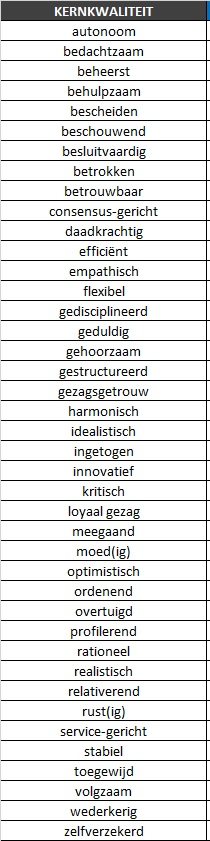 KERNKWALITEIT
autonoom
bedachtzaam
beheerst
behulpzaam
bescheiden
beschouwend
besluitvaardig
betrokken
betrouwbaar
consensus-gericht
daadkrachtig
efficiënt
empathisch
flexibel
gedisciplineerd
geduldig
gehoorzaam
gestructureerd
gezagsgetrouw
harmonisch
idealistisch
ingetogen
innovatief
kritisch
loyaal gezag
meegaand
moed(ig)
optimistisch
ordenend
overtuigd
profilerend
rationeel
realistisch
relativerend
rust(ig)
service-gericht
stabiel
toegewijd
volgzaam
wederkerig
zelfverzekerd